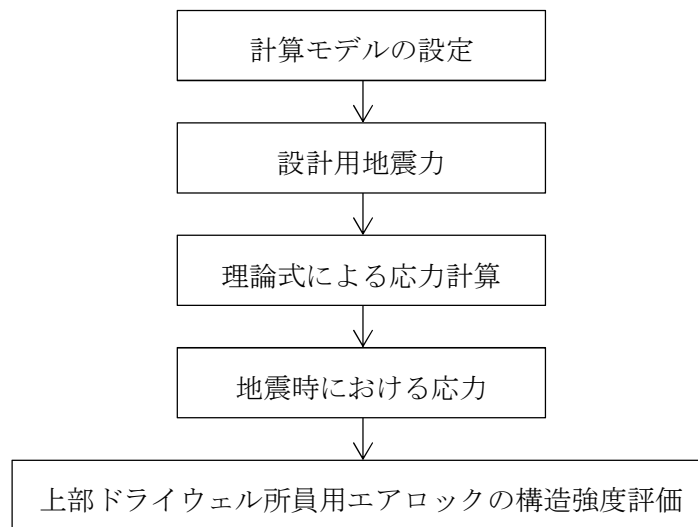 計算モデルの設定
設計用地震力
理論式による応力計算
地震時における応力
上部ドライウェル所員用エアロックの構造強度評価